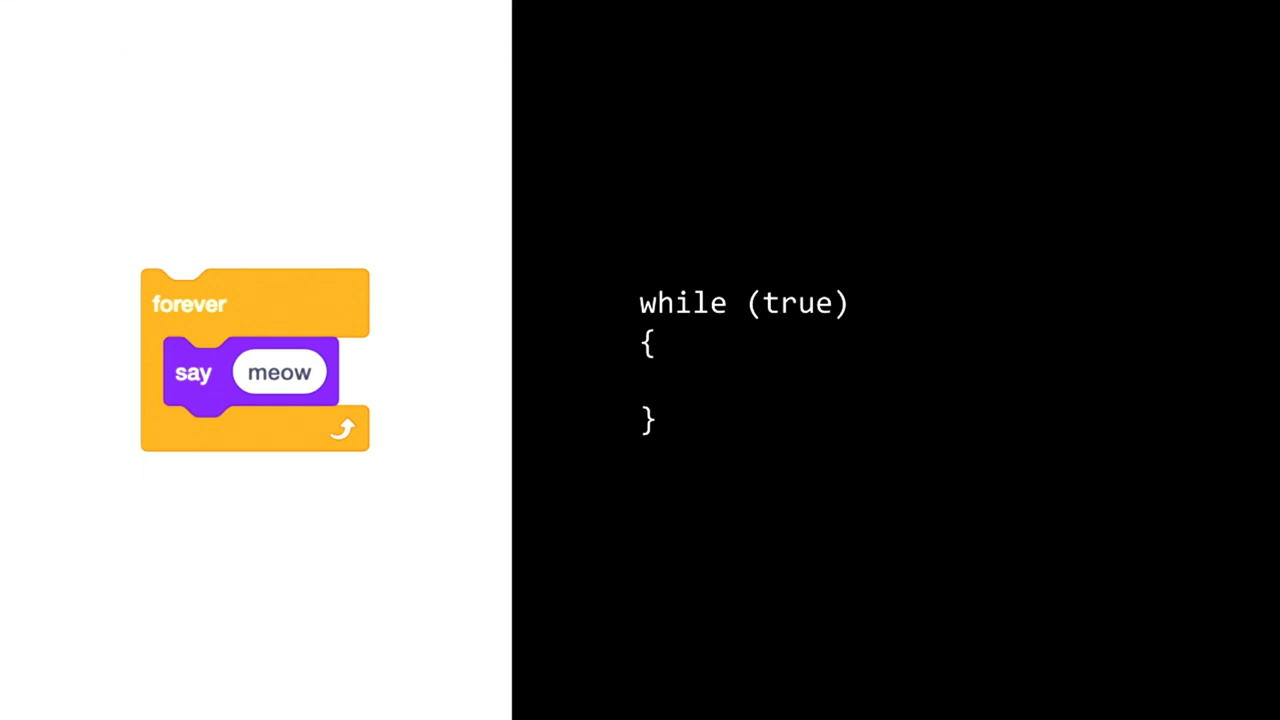 forever
say meow
while (true)
{
}